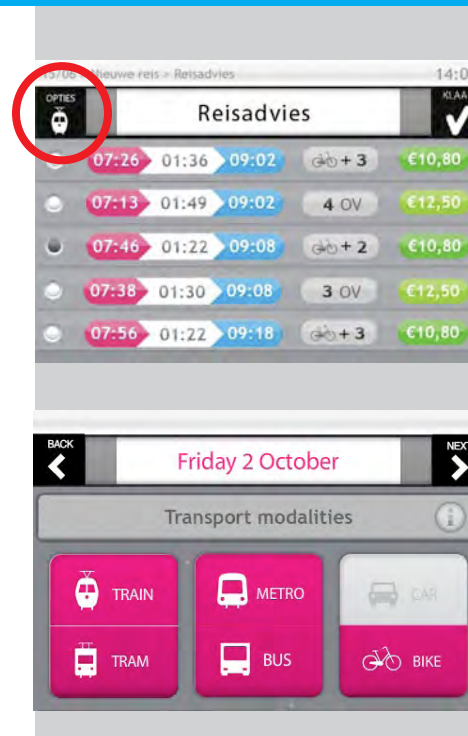 15/06 > Nieuwe reis > Reisadvies 14:0
OPTIES Reisadvies KLAA
07:26 01:36 09:02 + 3 €10,80
07:13 01:49 09:02 4 OV €12,50
07:46 01:22 09:08 + 2 €10,80
07:38 01:30 09:08 3 OV €12,50
07:56 01:22 09:18 + 3 €10,80
BACK Friday 2 October NEXT
Transport modalities i
TRAIN METRO CAR
TRAM BUS BIKE